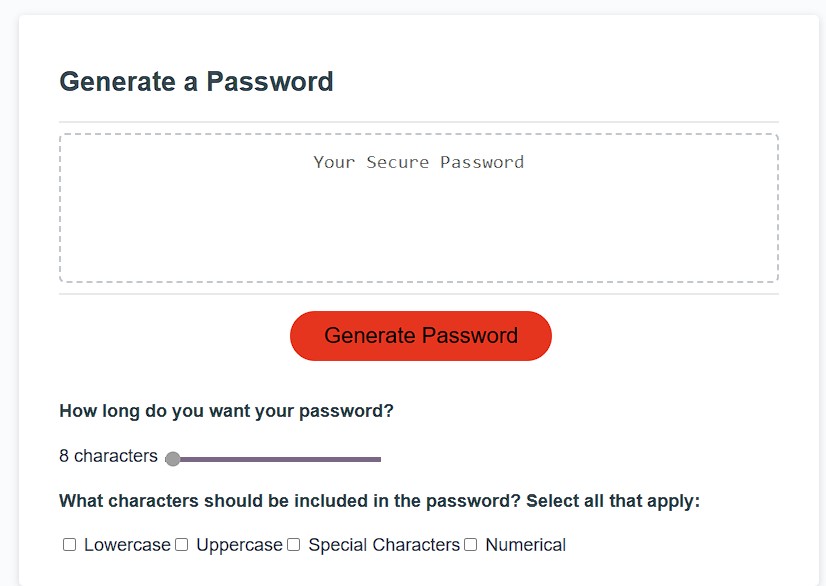 Generate a Password
Your Secure Password
Generate Password
How long do you want your password?
8 characters
What characters should be included in the password? Select all that apply:
Lowercase Uppercase Special Characters Numerical